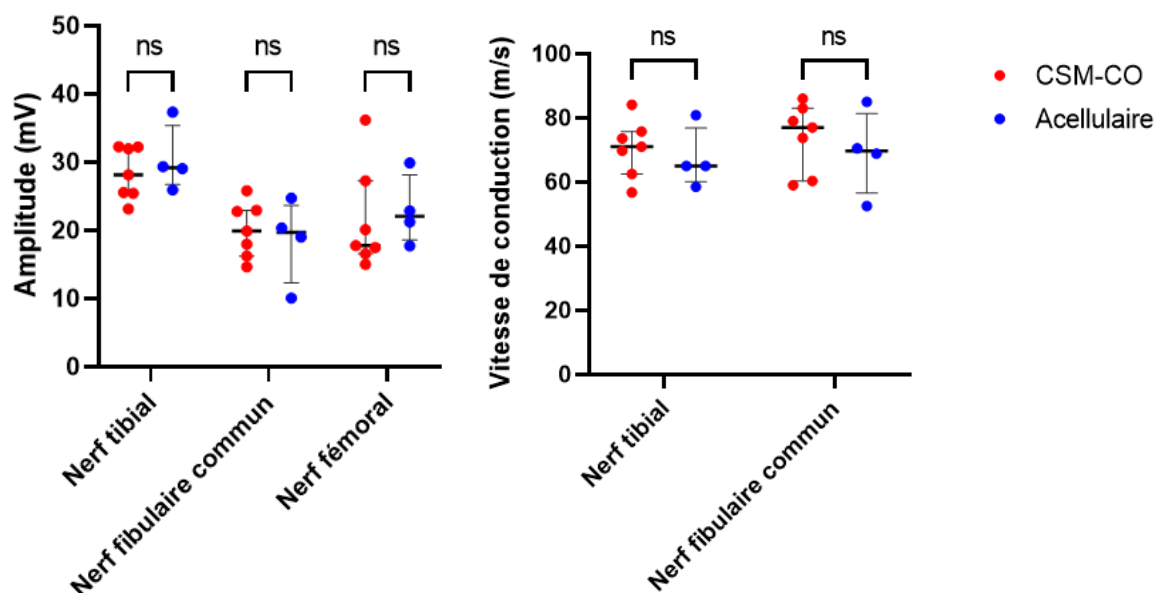 Amplitude (mV)
50
40
30
20
10
0
ns
ns
ns
Nerf tibial
Nerf fibulaire commun
Nerf fémoral
Vitesse de conduction (m/s)
100
80
60
40
20
0
ns
ns
Nerf tibial
Nerf fibulaire commun
CSM-CO
Acellulaire